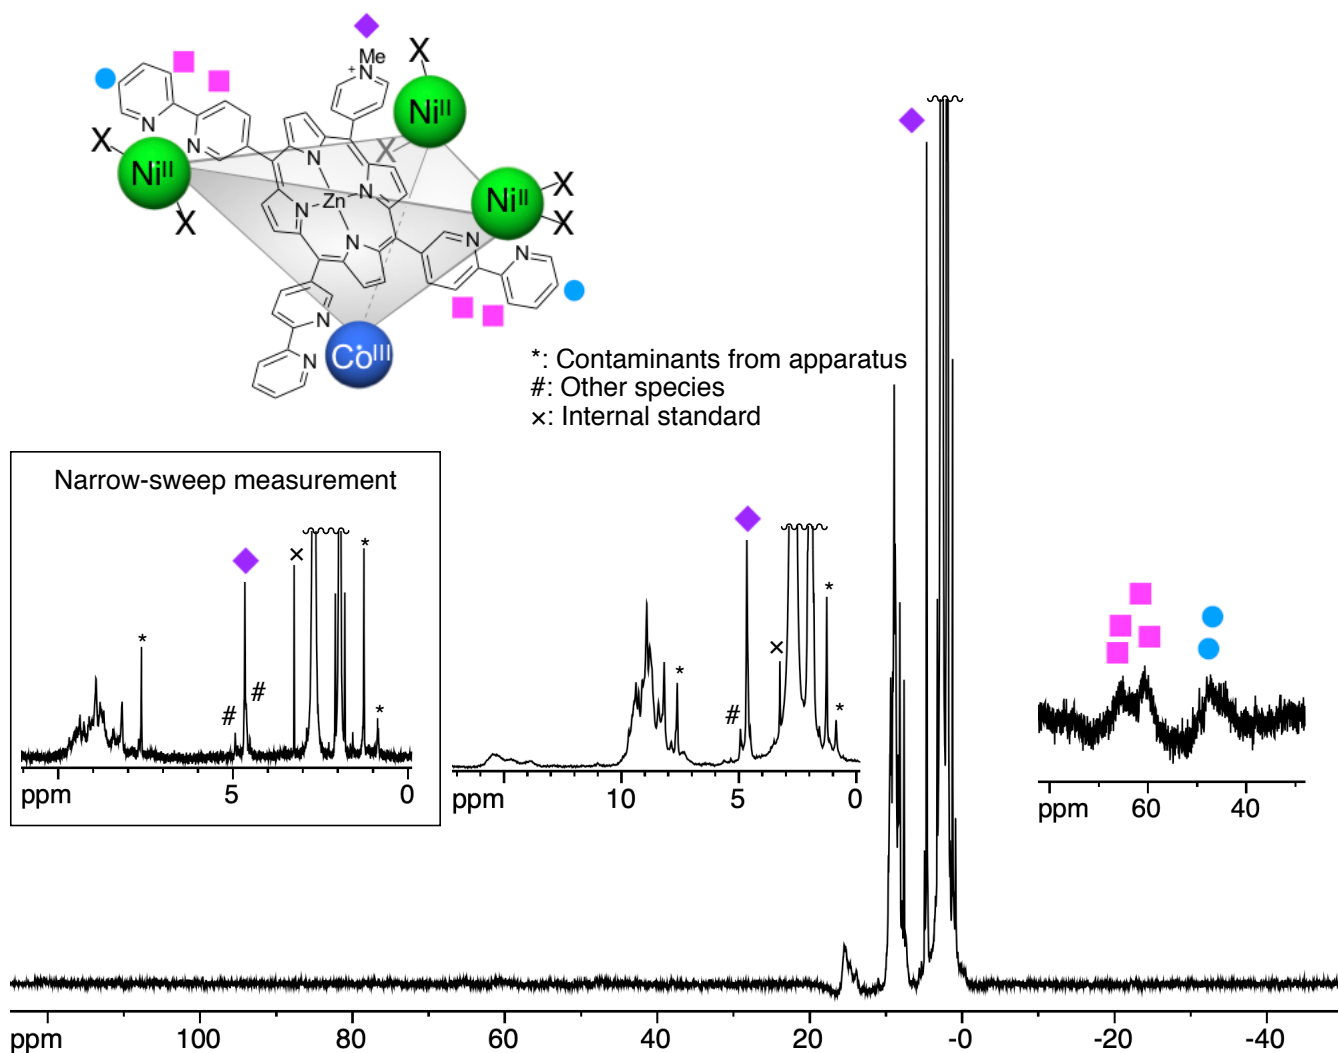 X
Me
+
N
Ni^II
X
X
N
N
Ni^II
X
N
N
Zn
N
N
N
Ni^II
X
X
X
N
N
N
N
Co^III
*: Contaminants from apparatus
#: Other species
×: Internal standard
Narrow-sweep measurement
*
#
#
×
*
*
ppm
5
0
*
#
×
*
*
ppm
10
5
0
ppm
60
40
ppm
100
80
60
40
20
-0
-20
-40